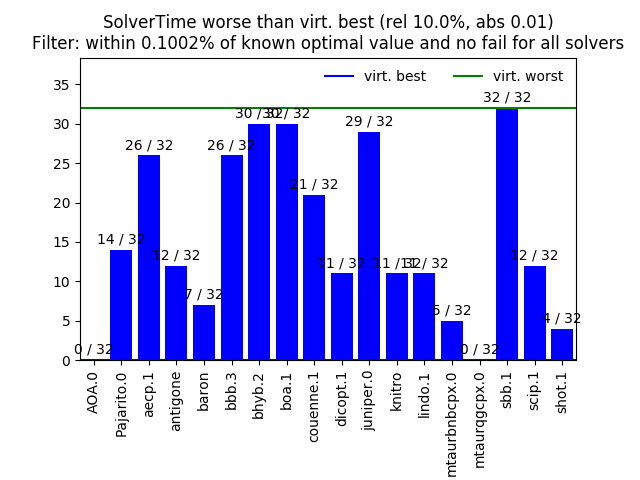 SolverTime worse than virt. best (rel 10.0%, abs 0.01)
Filter: within 0.1002% of known optimal value and no fail for all solvers
virt. best
virt. worst
35
30
25
20
15
10
5
0
0 / 32
14 / 32
26 / 32
12 / 32
7 / 32
26 / 32
30 / 32
30 / 32
21 / 32
11 / 32
29 / 32
11 / 32
11 / 32
5 / 32
0 / 32
32 / 32
12 / 32
4 / 32
AOA.0
Pajarito.0
aecp.1
antigone
baron
bbb.3
bhyb.2
boa.1
couenne.1
dicopt.1
juniper.0
knitro
lindo.1
mtaurbnbcpx.0
mtaurqgcpx.0
sbb.1
scip.1
shot.1